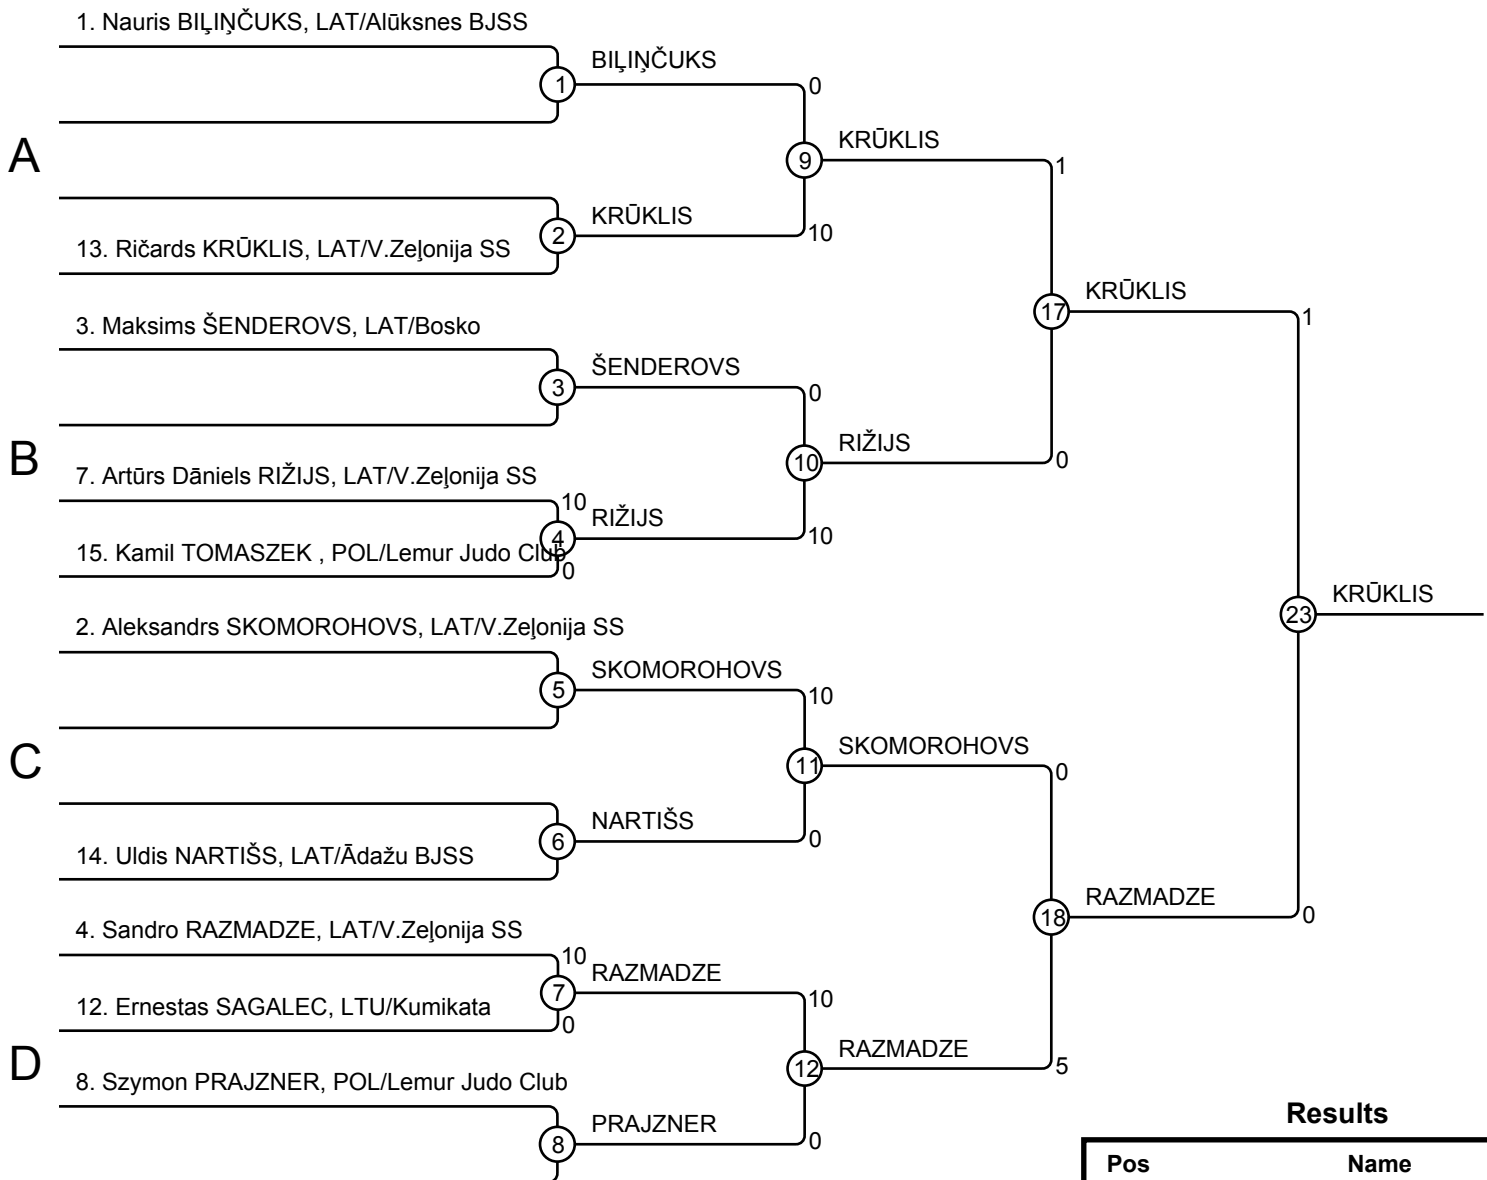 1. Nauris BIĻIŅČUKS, LAT/Alūksnes BJSS
BIĻIŅČUKS
1
0
A
KRŪKLIS
9
1
KRŪKLIS
2
10
13. Ričards KRŪKLIS, LAT/V.Zeļonija SS
KRŪKLIS
17
1
3. Maksims ŠENDEROVS, LAT/Bosko
ŠENDEROVS
3
0
B
RIŽIJS
10
0
7. Artūrs Dāniels RIŽIJS, LAT/V.Zeļonija SS
10
RIŽIJS
4
10
15. Kamil TOMASZEK , POL/Lemur Judo Club
0
KRŪKLIS
23
2. Aleksandrs SKOMOROHOVS, LAT/V.Zeļonija SS
SKOMOROHOVS
5
10
C
SKOMOROHOVS
11
0
NARTIŠS
6
0
14. Uldis NARTIŠS, LAT/Ādažu BJSS
RAZMADZE
18
0
4. Sandro RAZMADZE, LAT/V.Zeļonija SS
10
RAZMADZE
7
10
12. Ernestas SAGALEC, LTU/Kumikata
0
D
RAZMADZE
12
5
8. Szymon PRAJZNER, POL/Lemur Judo Club
PRAJZNER
8
0
Results
Pos Name